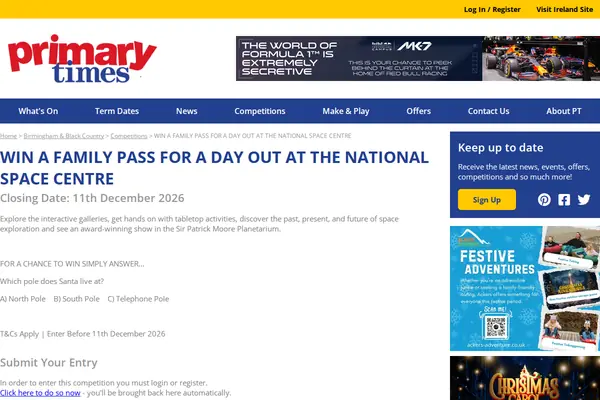 Log In / Register Visit Ireland Site
primary times
THE WORLD OF FORMULA 1™ IS EXTREMELY SECRETIVE
MK-7
THIS IS YOUR CHANCE TO PEEK BEHIND THE CURTAIN AT THE HOME OF RED BULL RACING
What's On Term Dates News Competitions Make & Play Offers Contact Us About PT
Home > Birmingham & Black Country > Competitions > WIN A FAMILY PASS FOR A DAY OUT AT THE NATIONAL SPACE CENTRE
WIN A FAMILY PASS FOR A DAY OUT AT THE NATIONAL
SPACE CENTRE
Closing Date: 11th December 2026
Explore the interactive galleries, get hands on with tabletop activities, discover the past, present, and future of space
exploration and see an award-winning show in the Sir Patrick Moore Planetarium.
FOR A CHANCE TO WIN SIMPLY ANSWER...
Which pole does Santa live at?
A) North Pole B) South Pole C) Telephone Pole
T&Cs Apply | Enter Before 11th December 2026
Submit Your Entry
In order to enter this competition you must login or register.
Click here to do so now - you'll be brought back here automatically.
Keep up to date
Receive the latest news, events, offers,
competitions and so much more!
Sign Up
FESTIVE
ADVENTURES
SCAN ME
CHRISTMAS
CAROL